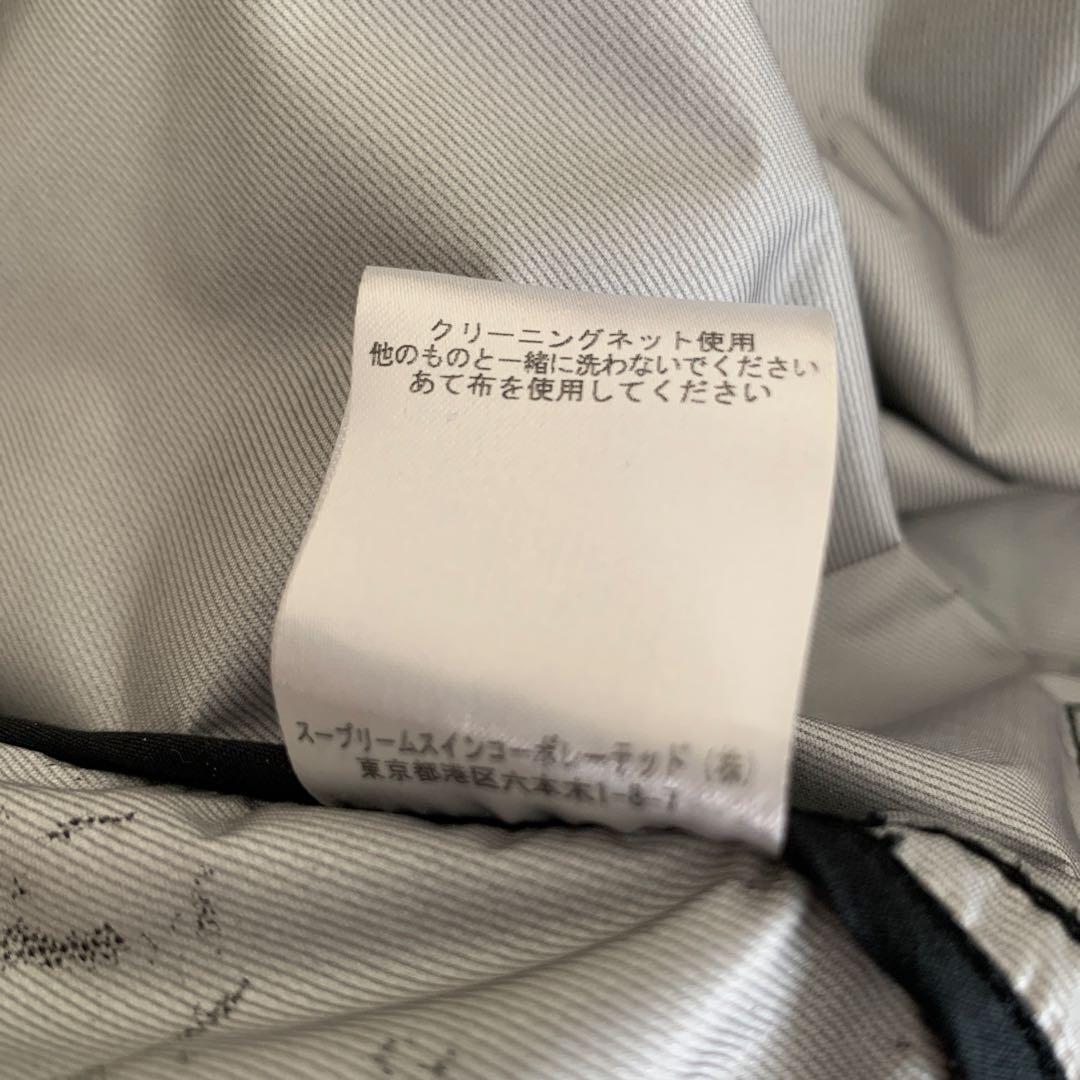 クリーニングネット使用
他のものと一緒に洗わないでください
あて布を使用してください
スープリームスインコーポレーテッド(株)
東京都港区六本木1-8-7